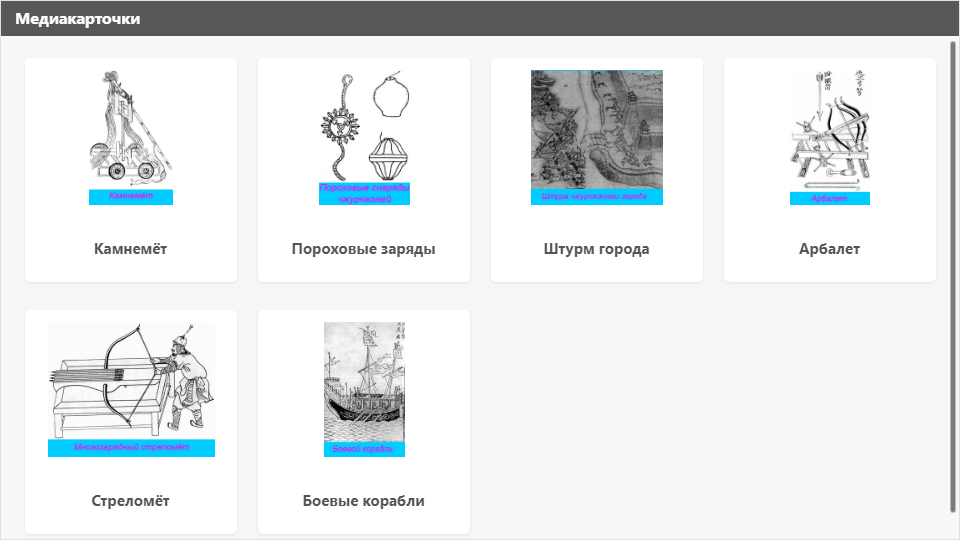 Медиакарточки
Камнемёт
Камнемёт
Пороховые снаряды
чжурчжэней
Пороховые заряды
Штурм чжурчжэнями города
Штурм города
Арбалет
Арбалет
Многозарядный стреломёт
Стреломёт
Боевой корабль
Боевые корабли